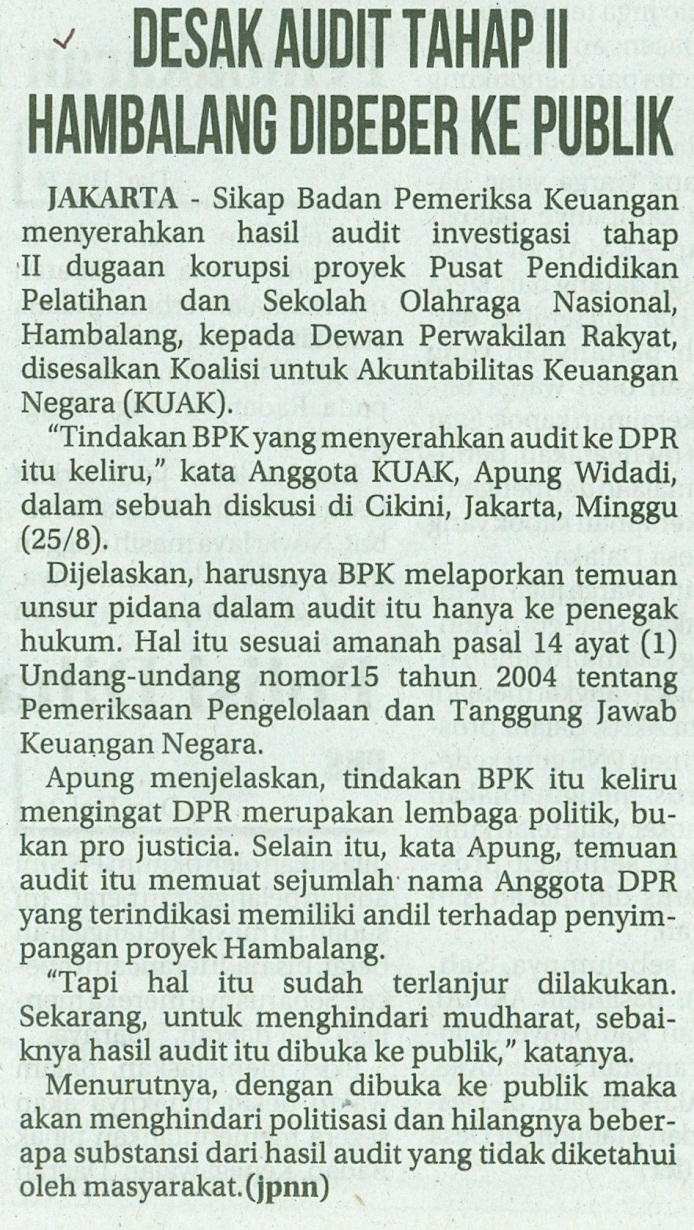 DESAK AUDIT TAHAP II
HAMBALANG DIBEBER KE PUBLIK
JAKARTA - Sikap Badan Pemeriksa Keuangan
menyerahkan hasil audit investigasi tahap
II dugaan korupsi proyek Pusat Pendidikan
Pelatihan dan Sekolah Olahraga Nasional,
Hambalang, kepada Dewan Perwakilan Rakyat,
disesalkan Koalisi untuk Akuntabilitas Keuangan
Negara (KUAK).
“Tindakan BPK yang menyerahkan audit ke DPR
itu keliru,” kata Anggota KUAK, Apung Widadi,
dalam sebuah diskusi di Cikini, Jakarta, Minggu
(25/8).
Dijelaskan, harusnya BPK melaporkan temuan
unsur pidana dalam audit itu hanya ke penegak
hukum. Hal itu sesuai amanah pasal 14 ayat (1)
Undang-undang nomor15 tahun 2004 tentang
Pemeriksaan Pengelolaan dan Tanggung Jawab
Keuangan Negara.
Apung menjelaskan, tindakan BPK itu keliru
mengingat DPR merupakan lembaga politik, bu-
kan pro justicia. Selain itu, kata Apung, temuan
audit itu memuat sejumlah nama Anggota DPR
yang terindikasi memiliki andil terhadap penyim-
pangan proyek Hambalang.
“Tapi hal itu sudah terlanjur dilakukan.
Sekarang, untuk menghindari mudharat, sebai-
knya hasil audit itu dibuka ke publik,” katanya.
Menurutnya, dengan dibuka ke publik maka
akan menghindari politisasi dan hilangnya beber-
apa substansi dari hasil audit yang tidak diketahui
oleh masyarakat.(jpnn)